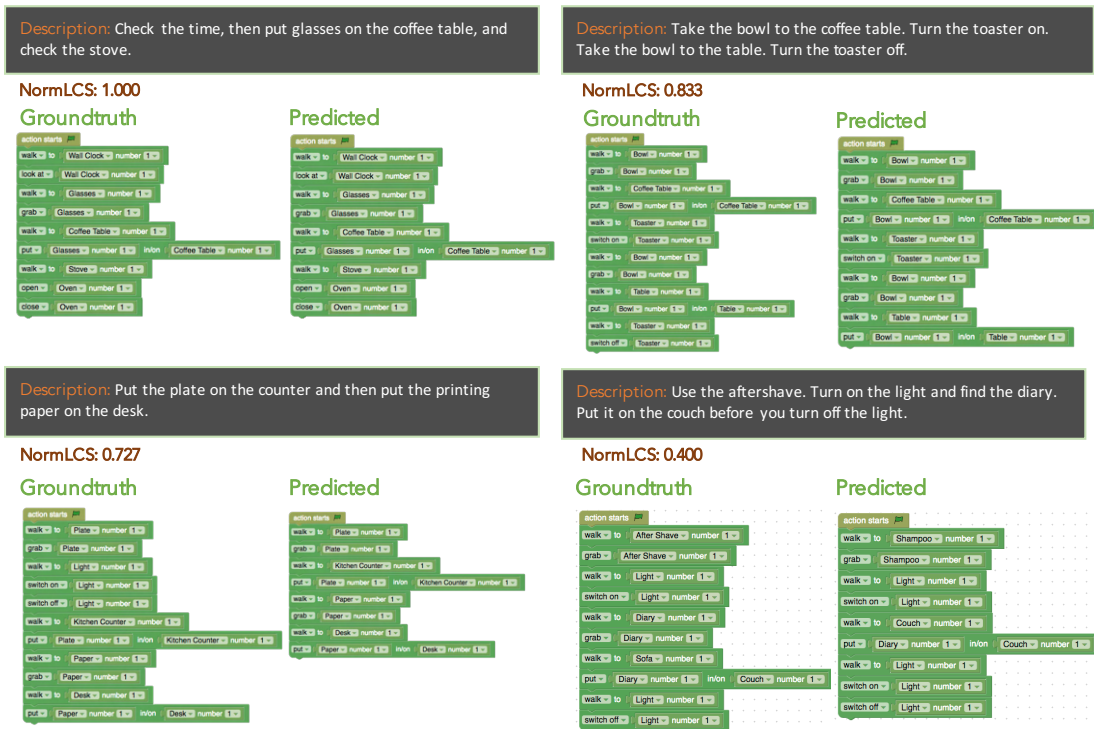 Description: Check the time, then put glasses on the coffee table, and
check the stove.
NormLCS: 1.000
Groundtruth
action starts
walk to Wall Clock number 1
look at Wall Clock number 1
walk to Glasses number 1
grab Glasses number 1
walk to Coffee Table number 1
put Glasses number 1 in/on Coffee Table number 1
walk to Stove number 1
open Oven number 1
close Oven number 1
Predicted
action starts
walk to Wall Clock number 1
look at Wall Clock number 1
walk to Glasses number 1
grab Glasses number 1
walk to Coffee Table number 1
put Glasses number 1 in/on Coffee Table number 1
walk to Stove number 1
open Oven number 1
close Oven number 1
Description: Take the bowl to the coffee table. Turn the toaster on.
Take the bowl to the table. Turn the toaster off.
NormLCS: 0.833
Groundtruth
action starts
walk to Bowl number 1
grab Bowl number 1
walk to Coffee Table number 1
put Bowl number 1 in/on Coffee Table number 1
walk to Toaster number 1
switch on Toaster number 1
walk to Bowl number 1
grab Bowl number 1
walk to Table number 1
put Bowl number 1 in/on Table number 1
walk to Toaster number 1
switch off Toaster number 1
Predicted
action starts
walk to Bowl number 1
grab Bowl number 1
walk to Coffee Table number 1
put Bowl number 1 in/on Coffee Table number 1
walk to Toaster number 1
switch on Toaster number 1
walk to Bowl number 1
grab Bowl number 1
walk to Table number 1
put Bowl number 1 in/on Table number 1
Description: Put the plate on the counter and then put the printing
paper on the desk.
NormLCS: 0.727
Groundtruth
action starts
walk to Plate number 1
grab Plate number 1
walk to Light number 1
switch on Light number 1
switch off Light number 1
walk to Kitchen Counter number 1
put Plate number 1 in/on Kitchen Counter number 1
walk to Paper number 1
grab Paper number 1
walk to Desk number 1
put Paper number 1 in/on Desk number 1
Predicted
action starts
walk to Plate number 1
grab Plate number 1
walk to Kitchen Counter number 1
put Plate number 1 in/on Kitchen Counter number 1
walk to Paper number 1
grab Paper number 1
walk to Desk number 1
put Paper number 1 in/on Desk number 1
Description: Use the aftershave. Turn on the light and find the diary.
Put it on the couch before you turn off the light.
NormLCS: 0.400
Groundtruth
action starts
walk to After Shave number 1
grab After Shave number 1
walk to Light number 1
switch on Light number 1
walk to Diary number 1
grab Diary number 1
walk to Sofa number 1
put Diary number 1 in/on Couch number 1
walk to Light number 1
switch off Light number 1
Predicted
action starts
walk to Shampoo number 1
grab Shampoo number 1
walk to Light number 1
switch on Light number 1
walk to Couch number 1
put Diary number 1 in/on Couch number 1
walk to Light number 1
switch on Light number 1
switch off Light number 1